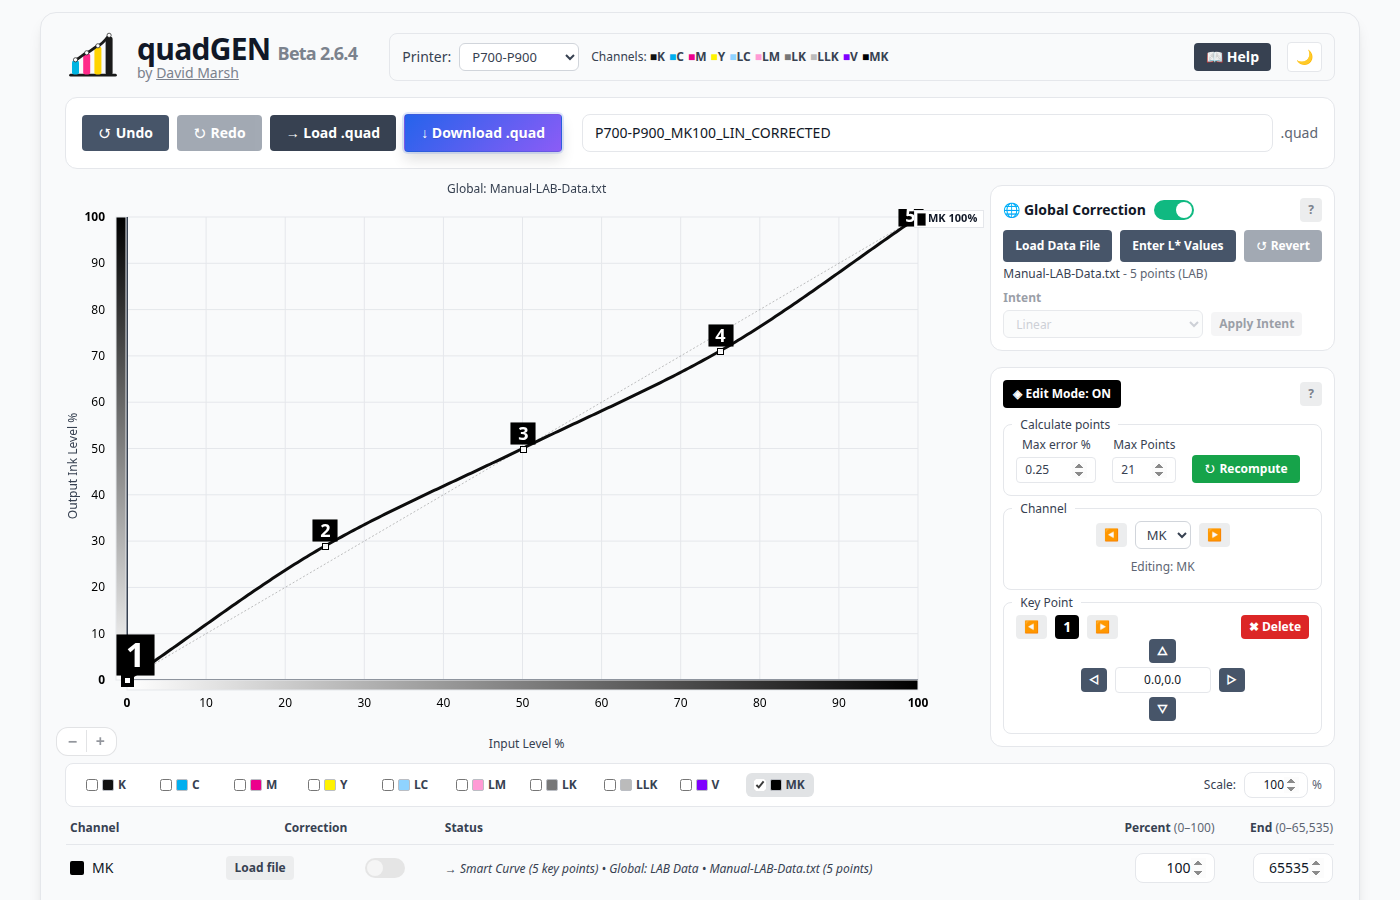 quadGEN Beta 2.6.4
by David Marsh
Printer: P700-P900 Channels: ■K ■C ■M ■Y ■LC ■LM ■LK ■LLK ■V ■MK
📖 Help
🌙
↺ Undo
↻ Redo
→ Load .quad
↓ Download .quad
P700-P900_MK100_LIN_CORRECTED
.quad
Global: Manual-LAB-Data.txt
100
90
80
70
60
50
40
30
20
10
0
Output Ink Level %
1
2
3
4
5
MK 100%
0 10 20 30 40 50 60 70 80 90 100
Input Level %
− +
🌐 Global Correction
?
Load Data File
Enter L* Values
↺ Revert
Manual-LAB-Data.txt - 5 points (LAB)
Intent
Linear
Apply Intent
◈ Edit Mode: ON
?
Calculate points
Max error % Max Points
0.25
21
↻ Recompute
Channel
◀ MK ▶
Editing: MK
Key Point
◀ 1 ▶
✖ Delete
△
◁ 0.0,0.0 ▷
▽
K C M Y LC LM LK LLK V MK
Scale: 100 %
Channel Correction Status Percent (0–100) End (0–65,535)
MK Load file → Smart Curve (5 key points) • Global: LAB Data • Manual-LAB-Data.txt (5 points) 100 65535